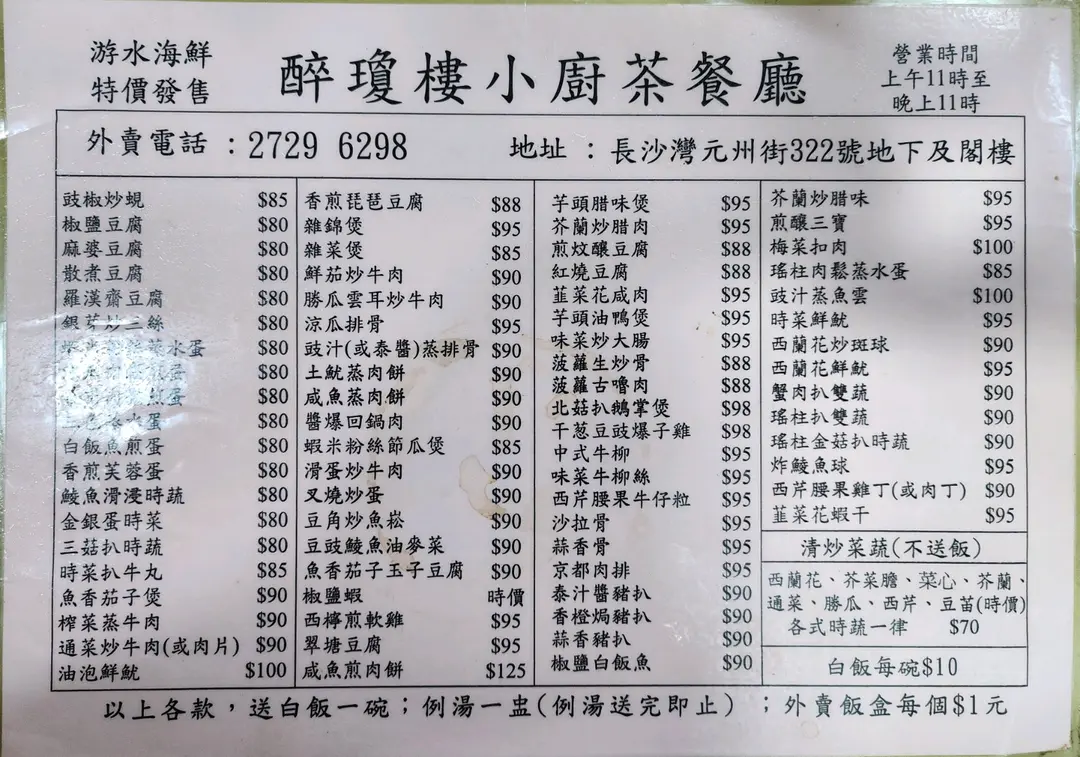 游水海鮮
特價發售
醉瓊樓小廚茶餐廳
營業時間
上午11時至
晚上11時
外賣電話：2729 6298
地址：長沙灣元州街322號地下及閣樓
豉椒炒蜆 $85
椒鹽豆腐 $80
麻婆豆腐 $80
散煮豆腐 $80
羅漢齋豆腐 $80
銀芽炒三絲 $80
水蛋 $80
$80
蛋 $80
蛋 $80
白飯魚煎蛋 $80
香煎芙蓉蛋 $80
鯪魚滑浸時蔬 $80
金銀蛋時菜 $80
三菇扒時蔬 $80
時菜扒牛丸 $85
魚香茄子煲 $90
榨菜蒸牛肉 $90
通菜炒牛肉(或肉片) $90
油泡鮮魷 $100
香煎琵琶豆腐 $88
雜錦煲 $95
雜菜煲 $85
鮮茄炒牛肉 $90
勝瓜雲耳炒牛肉 $90
涼瓜排骨 $95
豉汁(或泰醬)蒸排骨 $90
土魷蒸肉餅 $90
咸魚蒸肉餅 $90
醬爆回鍋肉 $90
蝦米粉絲節瓜煲 $85
滑蛋炒牛肉 $90
叉燒炒蛋 $90
豆角炒魚崧 $90
豆豉鯪魚油麥菜 $90
魚香茄子玉子豆腐 $90
椒鹽蝦 時價
西檸煎軟雞 $95
翠塘豆腐 $95
咸魚煎肉餅 $125
芋頭腊味煲 $95
芥蘭炒腊肉 $95
煎炆釀豆腐 $88
紅燒豆腐 $88
韮菜花咸肉 $95
芋頭油鴨煲 $95
味菜炒大腸 $95
菠蘿生炒骨 $88
菠蘿古嚕肉 $88
北菇扒鵝掌煲 $98
干葱豆豉爆子雞 $98
中式牛柳 $95
味菜牛柳絲 $95
西芹腰果牛仔粒 $95
沙拉骨 $95
蒜香骨 $95
京都肉排 $95
泰汁醬豬扒 $90
香橙焗豬扒 $90
蒜香豬扒 $90
椒鹽白飯魚 $90
芥蘭炒腊味 $95
煎釀三寶 $95
梅菜扣肉 $100
瑤柱肉鬆蒸水蛋 $85
豉汁蒸魚雲 $100
時菜鮮魷 $95
西蘭花炒斑球 $90
西蘭花鮮魷 $95
蟹肉扒雙蔬 $90
瑤柱扒雙蔬 $90
瑤柱金菇扒時蔬 $90
炸鯪魚球 $95
西芹腰果雞丁(或肉丁) $90
韮菜花蝦干 $95
清炒菜蔬(不送飯)
西蘭花、芥菜膽、菜心、芥蘭、
通菜、勝瓜、西芹、豆苗(時價)
各式時蔬一律 $70
白飯每碗$10
以上各款，送白飯一碗；例湯一盅(例湯送完即止)；外賣飯盒每個$1元